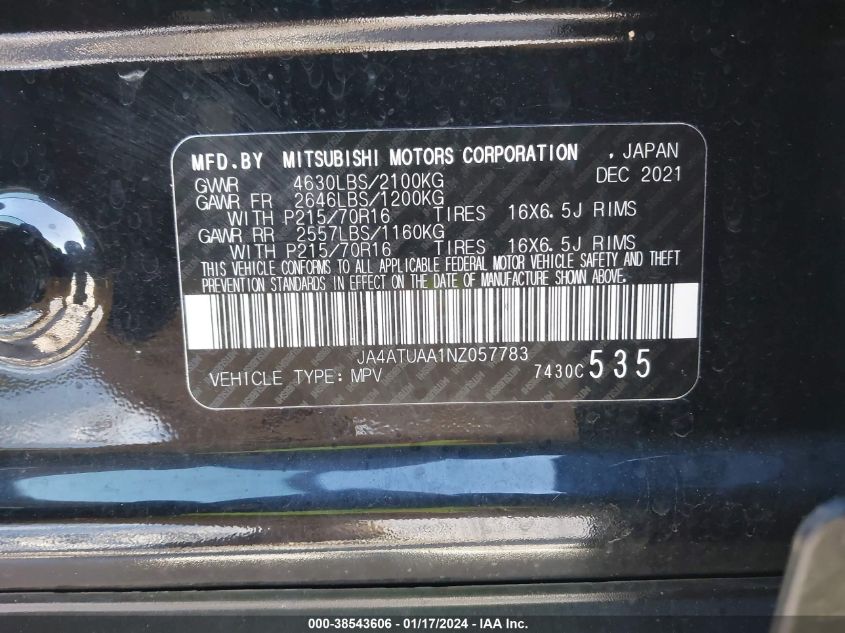 MFD.BY MITSUBISHI MOTORS CORPORATION , JAPAN
GVWR 4630LBS/2100KG DEC 2021
GAWR FR 2646LBS/1200KG
WITH P215/70R16 TIRES 16X6.5J RIMS
GAWR RR 2557LBS/1160KG
WITH P215/70R16 TIRES 16X6.5J RIMS
THIS VEHICLE CONFORMS TO ALL APPLICABLE FEDERAL MOTOR VEHICLE SAFETY AND THEFT
PREVENTION STANDARDS IN EFFECT ON THE DATE OF MANUFACTURE SHOWN ABOVE.
JA4ATUAA1NZ057783
VEHICLE TYPE: MPV 7430C 535
000-38543606 - 01/17/2024 - © Copyright 2024 IAA, Inc.